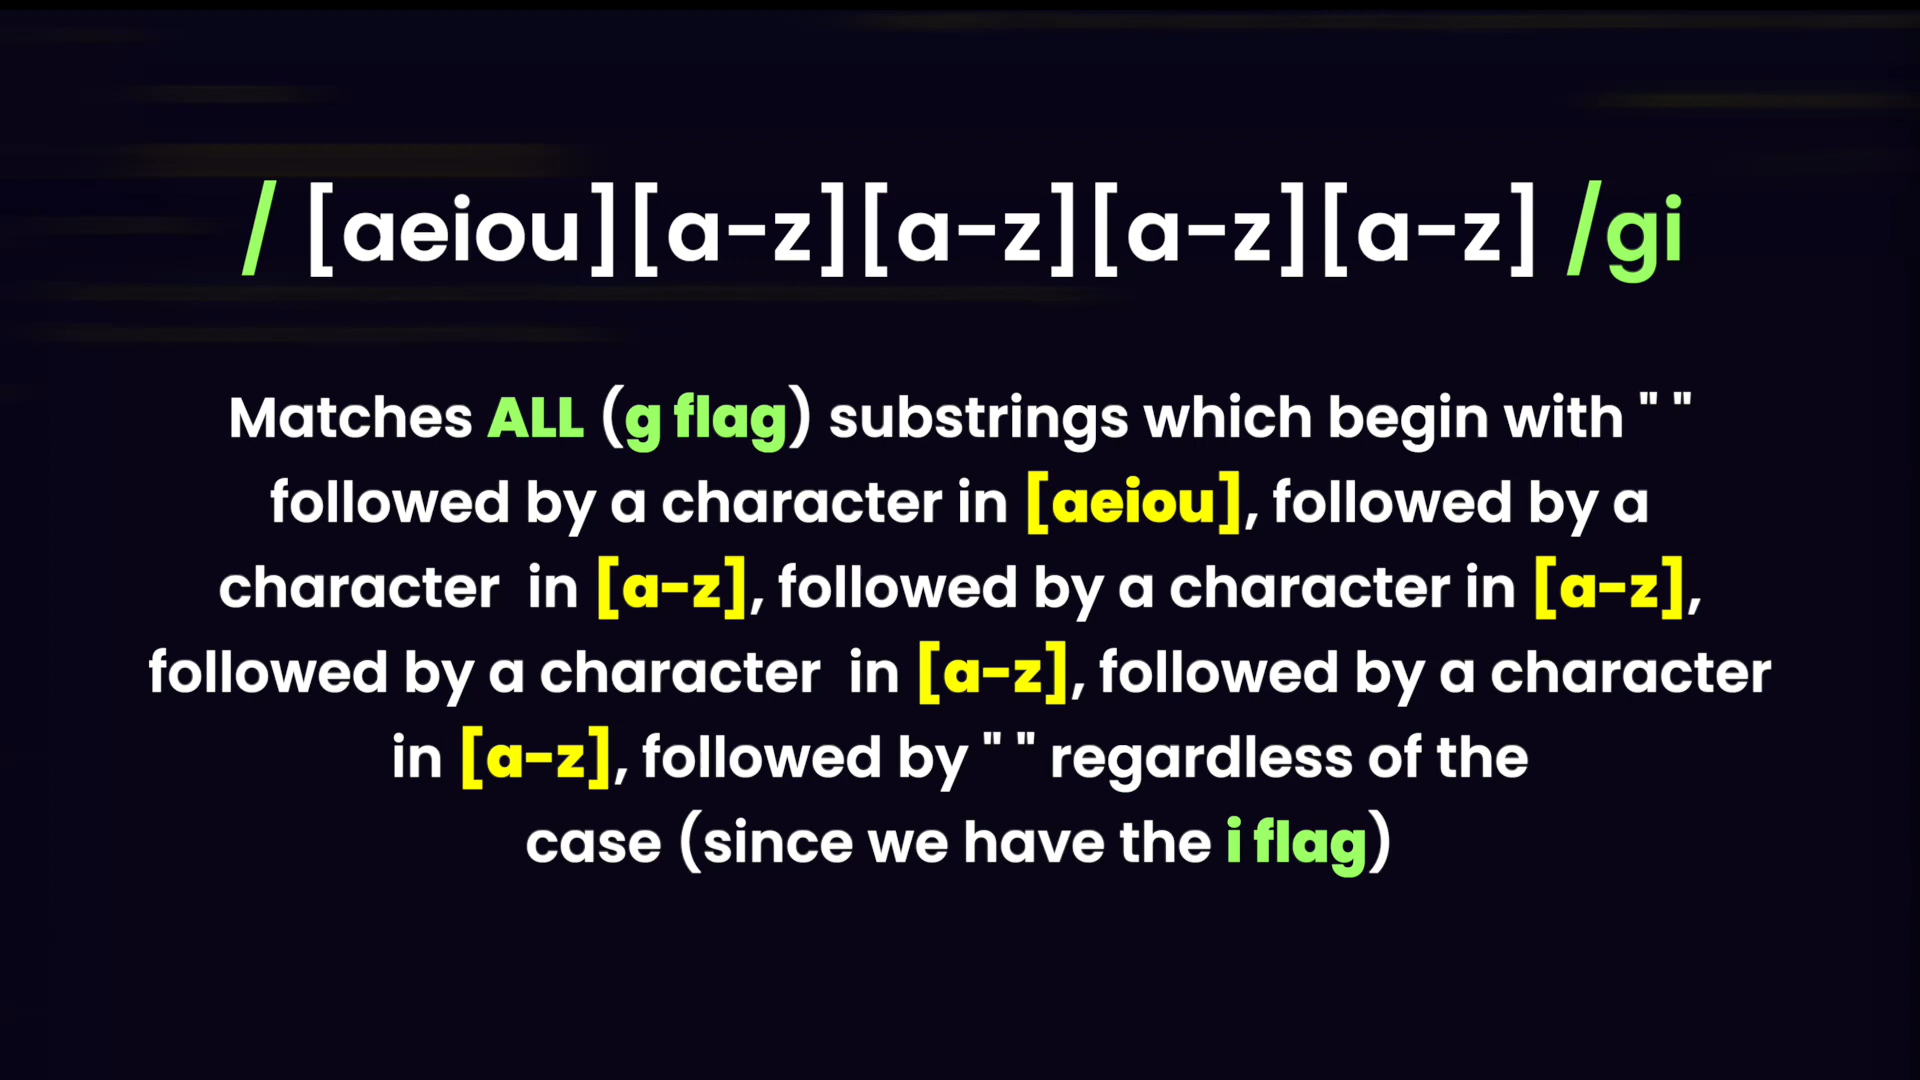 / [aeiou][a-z][a-z][a-z][a-z] /gi
Matches ALL (g flag) substrings which begin with " "
followed by a character in [aeiou], followed by a
character  in [a-z], followed by a character in [a-z],
followed by a character  in [a-z], followed by a character
in [a-z], followed by " " regardless of the
case (since we have the i flag)